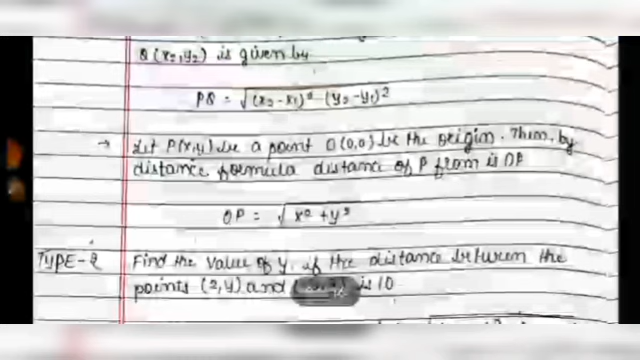 Q(x₂,y₂) is given by
PQ = √(x₂-x₁)² - (y₂-y₁)²
→ Let P(x,y) be a point O(0,0) be the origin. Then, by
distance formula distance of P from is OP
OP = √x² + y²
TYPE-2 Find the value of y, if the distance between the
points (2,y) and is 10